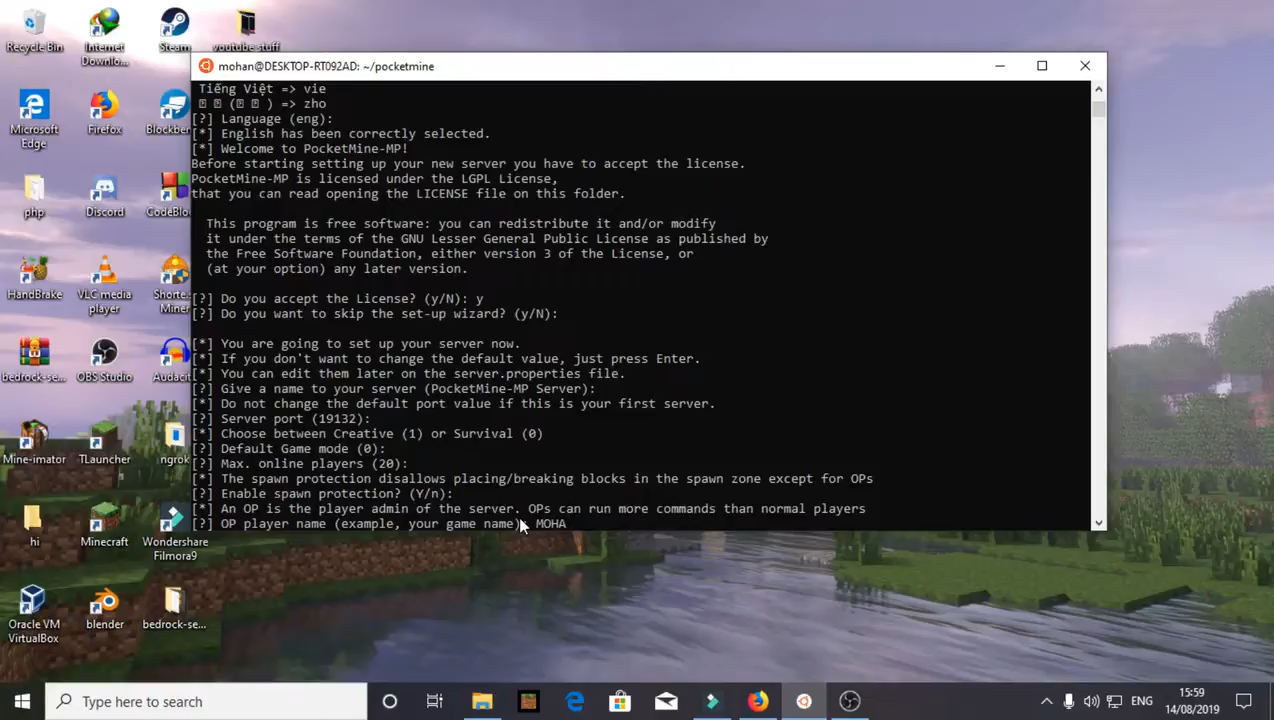 Recycle Bin
Internet
Downlo...
Steam
youtube-stuff
mohan@DESKTOP-RT092AD: ~/pocketmine
Tiếng Việt => vie
=> zho
[?] Language (eng):
[*] English has been correctly selected.
[*] Welcome to PocketMine-MP!
Before starting setting up your new server you have to accept the license.
PocketMine-MP is licensed under the LGPL License,
that you can read opening the LICENSE file on this folder.
This program is free software: you can redistribute it and/or modify
it under the terms of the GNU Lesser General Public License as published by
the Free Software Foundation, either version 3 of the License, or
(at your option) any later version.
[?] Do you accept the License? (y/N): y
[?] Do you want to skip the set-up wizard? (y/N):
[*] You are going to set up your server now.
[*] If you don't want to change the default value, just press Enter.
[*] You can edit them later on the server.properties file.
[?] Give a name to your server (PocketMine-MP Server):
[*] Do not change the default port value if this is your first server.
[?] Server port (19132):
[*] Choose between Creative (1) or Survival (0)
[?] Default Game mode (0):
[?] Max. online players (20):
[*] The spawn protection disallows placing/breaking blocks in the spawn zone except for OPs
[?] Enable spawn protection? (Y/n):
[*] An OP is the player admin of the server. OPs can run more commands than normal players
[?] OP player name (example, your game name): MOHA
Microsoft
Edge
Firefox
Blockben
php
Discord
CodeBloc
HandBrake
VLC media
player
Shorte...
Miner
bedrock-se...
OBS Studio
Audacit
Mine-imator
TLauncher
ngrok
hi
Minecraft
Wondershare
Filmora9
Oracle VM
VirtualBox
blender
bedrock-se...
Type here to search
ENG
15:59
14/08/2019